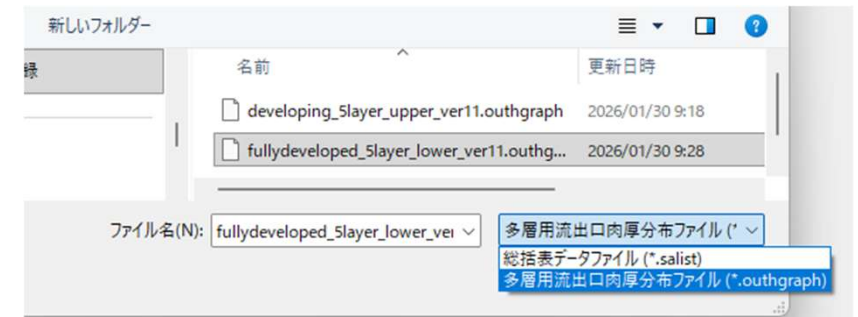 新しいフォルダー
?
録
名前
更新日時
developing_5layer_upper_ver11.outhgraph
2026/01/30 9:18
fullydeveloped_5layer_lower_ver11.outhg...
2026/01/30 9:28
ファイル名(N):
fullydeveloped_5layer_lower_ver
多層用流出口肉厚分布ファイル (*
総括表データファイル (*.salist)
多層用流出口肉厚分布ファイル (*.outhgraph)